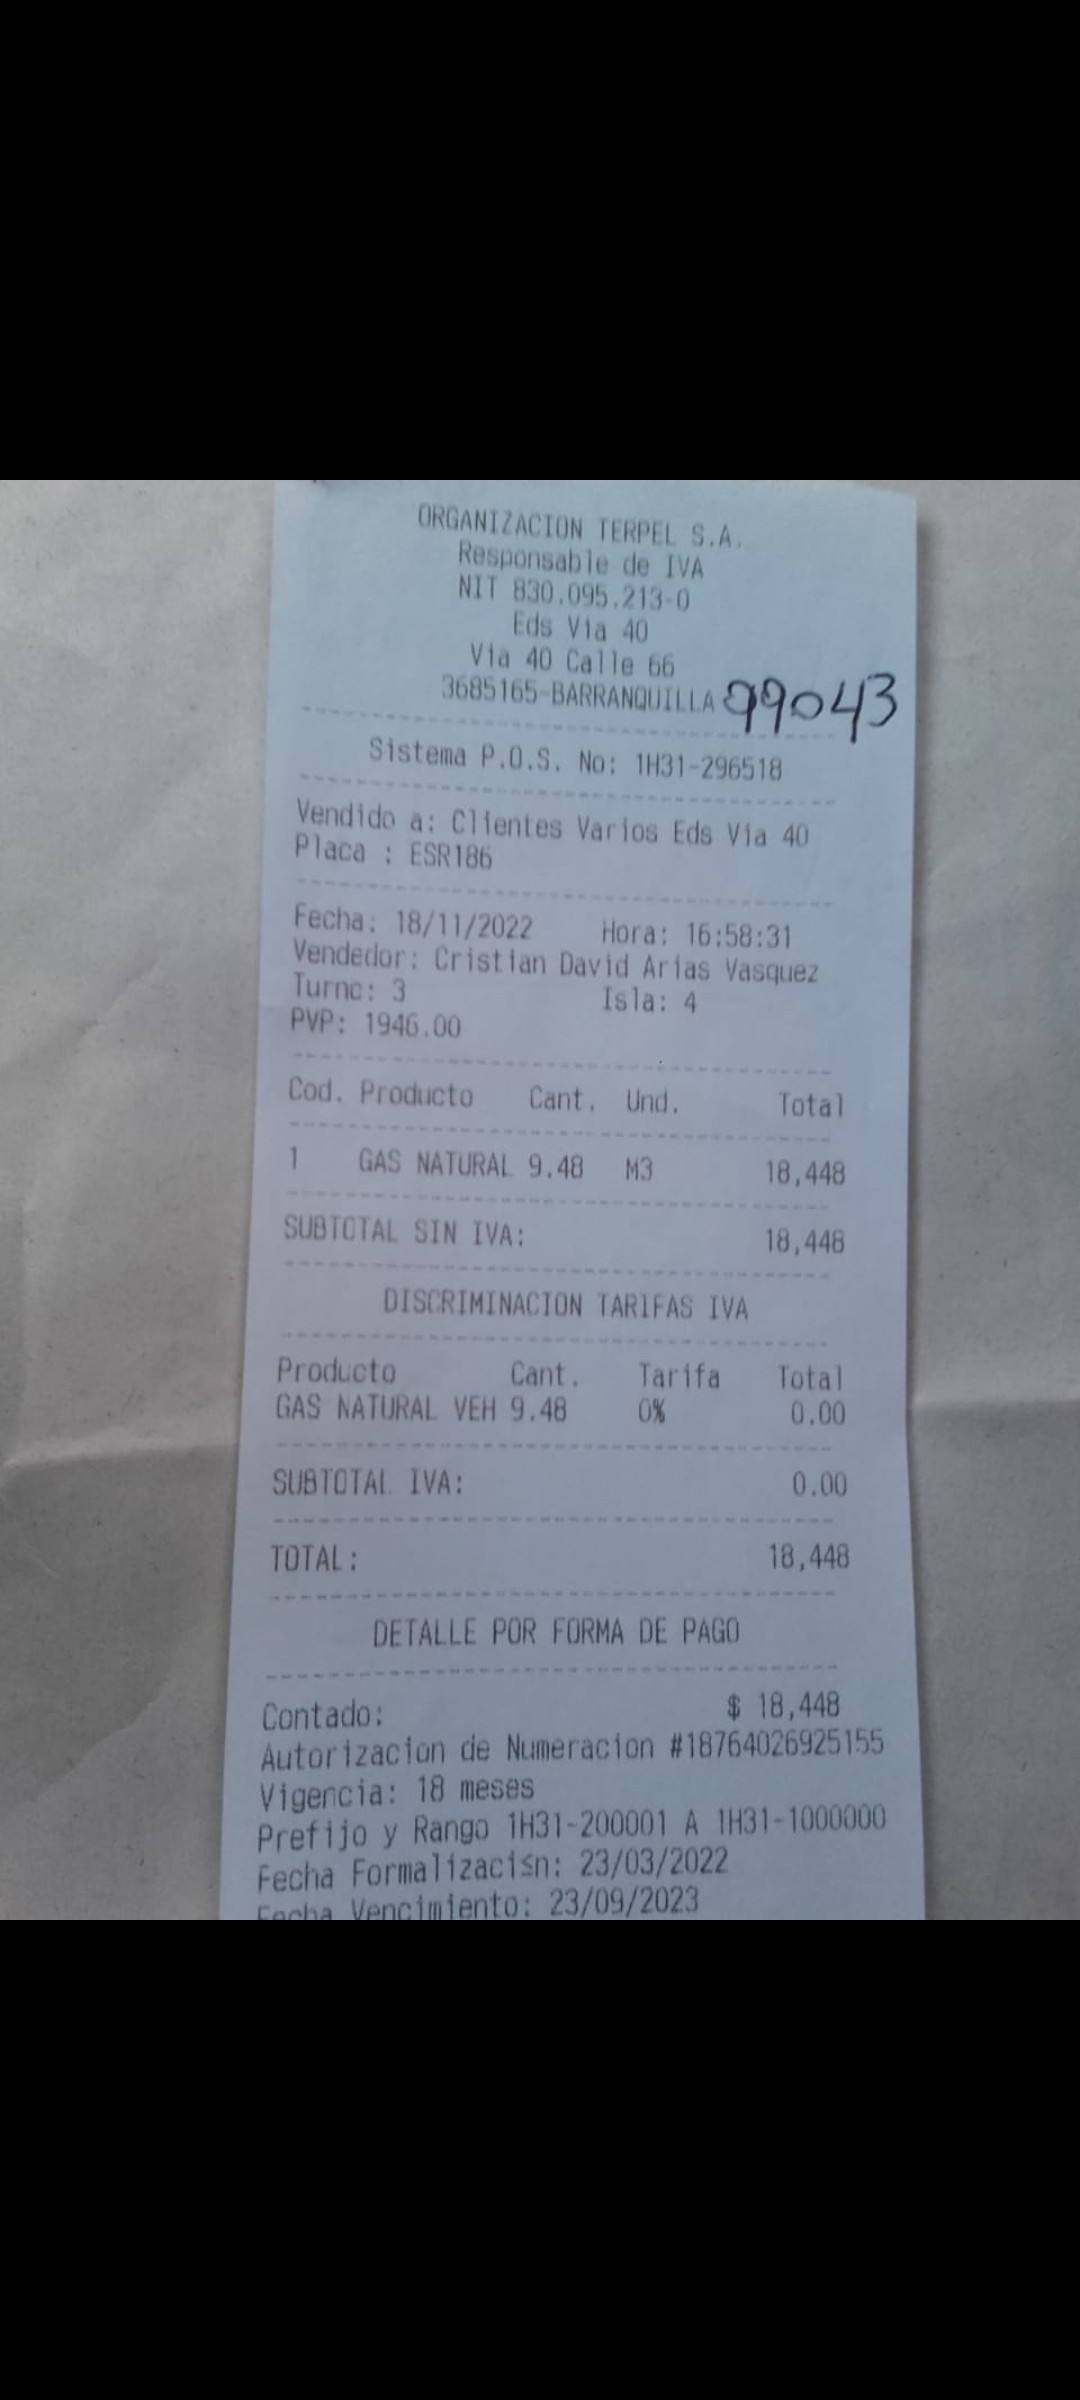 ORGANIZACION TERPEL S.A.
Responsable de IVA
NIT 830.095.213-0
Eds Via 40
Via 40 Calle 66
3685165-BARRANQUILLA 99043
Sistema P.O.S. No: 1H31-296518
Vendido a: Clientes Varios Eds Via 40
Placa : ESR186
Fecha: 18/11/2022 Hora: 16:58:31
Vendedor: Cristian David Arias Vasquez
Turno: 3 Isla: 4
PVP: 1946.00
Cod. Producto Cant. Und. Total
1 GAS NATURAL 9.48 M3 18,448
SUBTOTAL SIN IVA: 18,448
DISCRIMINACION TARIFAS IVA
Producto Cant. Tarifa Total
GAS NATURAL VEH 9.48 0% 0.00
SUBTOTAL IVA: 0.00
TOTAL: 18,448
DETALLE POR FORMA DE PAGO
Contado: $ 18,448
Autorizacion de Numeracion #18764026925155
Vigencia: 18 meses
Prefijo y Rango 1H31-200001 A 1H31-1000000
Fecha Formalizaci≤n: 23/03/2022
Fecha Vencimiento: 23/09/2023